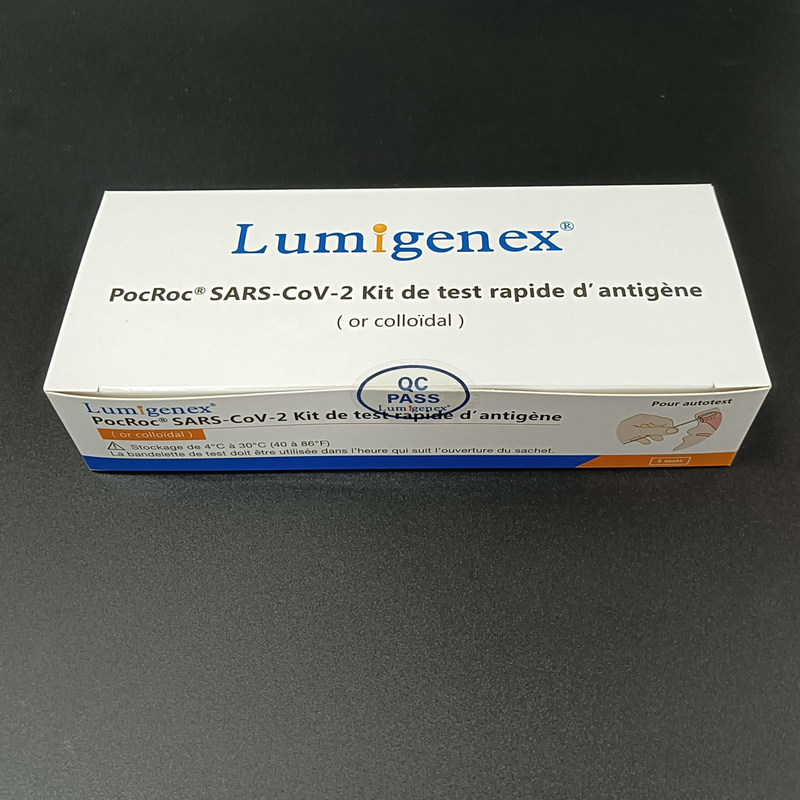 Lumigenex®
PocRoc® SARS-CoV-2 Kit de test rapide d'antigène
( or colloïdal )
QC
PASS
Lumigenex®
Lumigenex®
PocRoc® SARS-CoV-2 Kit de test rapide d'antigène
( or colloïdal )
Stockage de 4°C à 30°C (40 à 86°F)
La bandelette de test doit être utilisée dans l'heure qui suit l'ouverture du sachet.
Pour autotest
5 tests